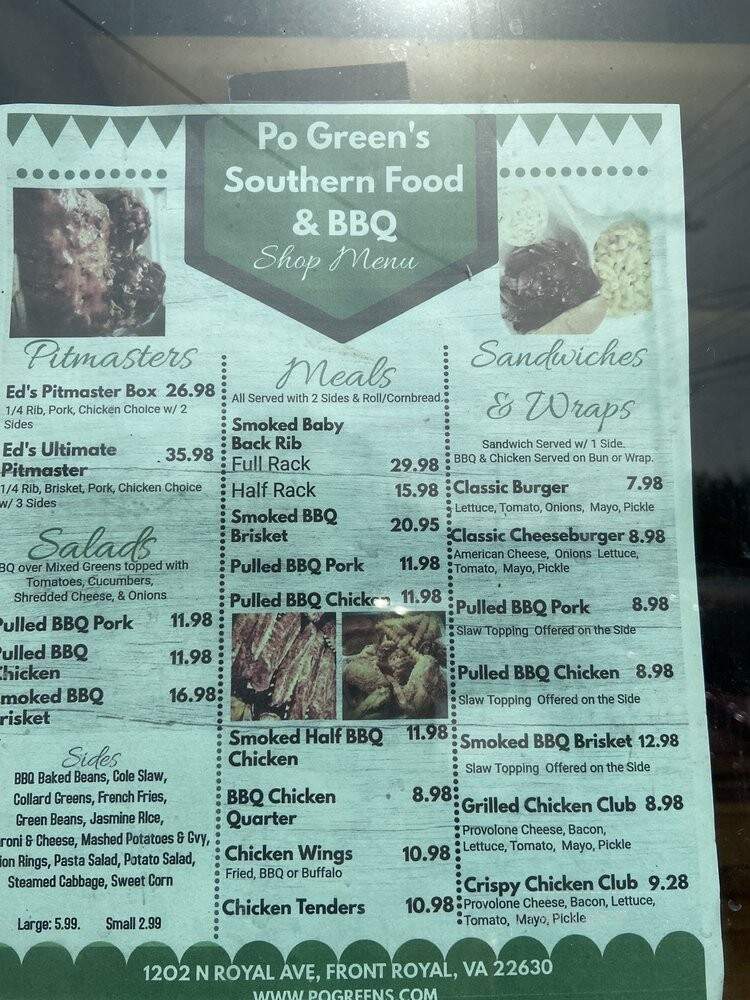 Po Green's
Southern Food
& BBQ
Shop Menu
Pitmasters
Ed's Pitmaster Box 26.98
1/4 Rib, Pork, Chicken Choice w/ 2
Sides
Ed's Ultimate
Pitmaster 35.98
1/4 Rib, Brisket, Pork, Chicken Choice
w/ 3 Sides
Salads
BQ over Mixed Greens topped with
Tomatoes, Cucumbers,
Shredded Cheese, & Onions
Pulled BBQ Pork 11.98
Pulled BBQ
Chicken 11.98
moked BBQ 16.98
risket
Sides
BBQ Baked Beans, Cole Slaw,
Collard Greens, French Fries,
Green Beans, Jasmine RIce,
roni & Cheese, Mashed Potatoes & Gvy,
ion Rings, Pasta Salad, Potato Salad,
Steamed Cabbage, Sweet Corn
Large: 5.99. Small 2.99
Meals
All Served with 2 Sides & Roll/Cornbread.
Smoked Baby
Back Rib
Full Rack 29.98
Half Rack 15.98
Smoked BBQ
Brisket 20.95
Pulled BBQ Pork 11.98
Pulled BBQ Chicken 11.98
Smoked Half BBQ 11.98
Chicken
BBQ Chicken 8.98
Quarter
Chicken Wings 10.98
Fried, BBQ or Buffalo
Chicken Tenders 10.98
Sandwiches
& Wraps
Sandwich Served w/ 1 Side.
BBQ & Chicken Served on Bun or Wrap.
Classic Burger 7.98
Lettuce, Tomato, Onions, Mayo, Pickle
Classic Cheeseburger 8.98
American Cheese, Onions Lettuce,
Tomato, Mayo, Pickle
Pulled BBQ Pork 8.98
Slaw Topping Offered on the Side
Pulled BBQ Chicken 8.98
Slaw Topping Offered on the Side
Smoked BBQ Brisket 12.98
Slaw Topping Offered on the Side
Grilled Chicken Club 8.98
Provolone Cheese, Bacon,
Lettuce, Tomato, Mayo, Pickle
Crispy Chicken Club 9.28
Provolone Cheese, Bacon, Lettuce,
Tomato, Mayo, Pickle
1202 N ROYAL AVE, FRONT ROYAL, VA 22630
WWW.POGREENS.COM